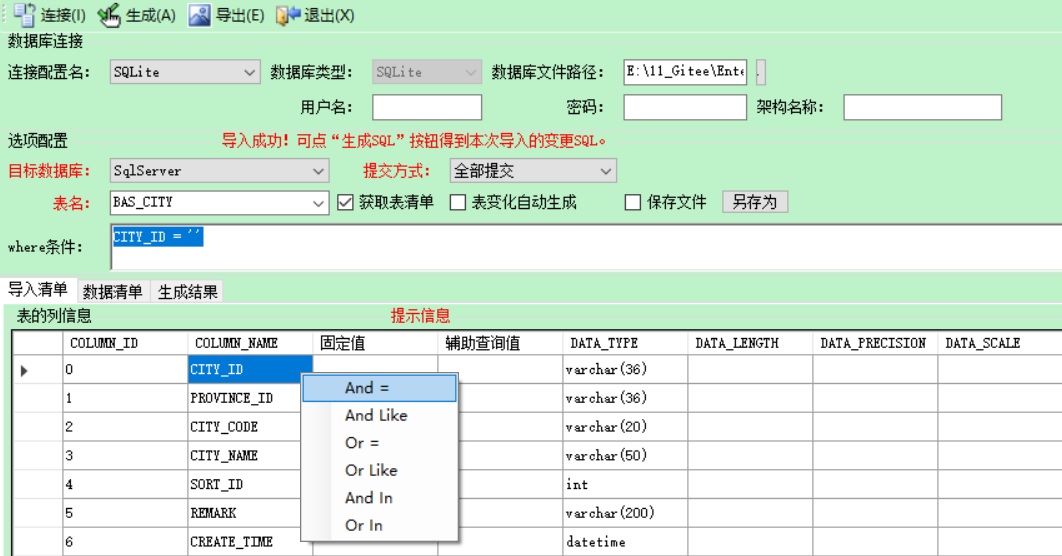 连接(I) 生成(A) 导出(E) 退出(X)
数据库连接
连接配置名: SQLite 数据库类型: SQLite 数据库文件路径: E:\11_Gitee\Ente .
用户名: 密码: 架构名称:
选项配置 导入成功！可点“生成SQL”按钮得到本次导入的变更SQL。
目标数据库: SqlServer 提交方式: 全部提交
表名: BAS_CITY 获取表清单 表变化自动生成 保存文件 另存为
where条件: CITY_ID = ''
导入清单 数据清单 生成结果
表的列信息 提示信息
COLUMN_ID COLUMN_NAME 固定值 辅助查询值 DATA_TYPE DATA_LENGTH DATA_PRECISION DATA_SCALE
0 CITY_ID varchar(36)
And =
1 PROVINCE_ID varchar(36)
And Like
2 CITY_CODE varchar(20)
Or =
3 CITY_NAME varchar(50)
Or Like
4 SORT_ID int
And In
5 REMARK varchar(200)
Or In
6 CREATE_TIME datetime